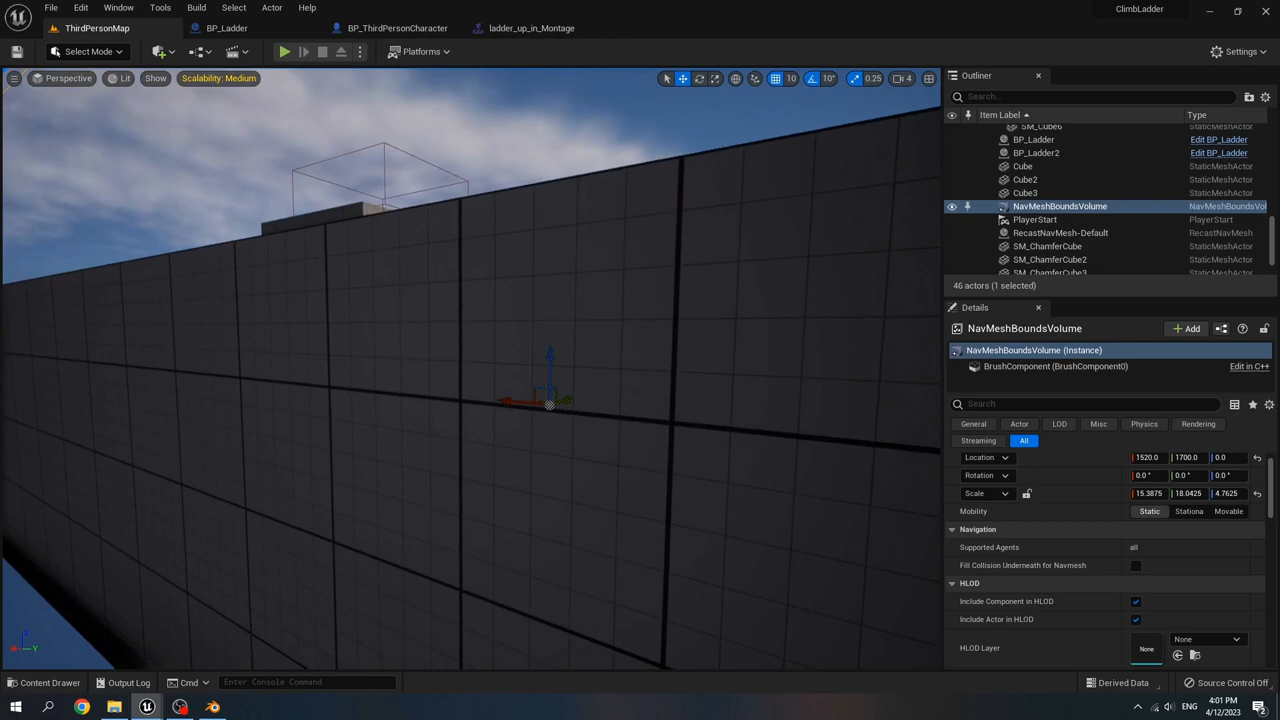 File Edit Window Tools Build Select Actor Help
ClimbLadder
ThirdPersonMap BP_Ladder BP_ThirdPersonCharacter ladder_up_in_Montage
Select Mode Platforms Settings
Perspective Lit Show Scalability: Medium 10 10° 0.25 4
Outliner
Search...
Item Label Type
SM_Cube6 StaticMeshActor
BP_Ladder Edit BP_Ladder
BP_Ladder2 Edit BP_Ladder
Cube StaticMeshActor
Cube2 StaticMeshActor
Cube3 StaticMeshActor
NavMeshBoundsVolume NavMeshBoundsVol
PlayerStart PlayerStart
RecastNavMesh-Default RecastNavMesh
SM_ChamferCube StaticMeshActor
SM_ChamferCube2 StaticMeshActor
SM_ChamferCube3 StaticMeshActor
46 actors (1 selected)
Details
NavMeshBoundsVolume Add
NavMeshBoundsVolume (Instance)
BrushComponent (BrushComponent0) Edit in C++
Search
General Actor LOD Misc Physics Rendering
Streaming All
Location 1520.0 1700.0 0.0
Rotation 0.0 ° 0.0 ° 0.0 °
Scale 15.3875 18.0425 4.7625
Mobility Static Stationa Movable
Navigation
Supported Agents all
Fill Collision Underneath for Navmesh
HLOD
Include Component in HLOD
Include Actor in HLOD
HLOD Layer None None
Z
Y
Content Drawer Output Log Cmd Enter Console Command Derived Data Source Control Off
ENG 4:01 PM
4/12/2023